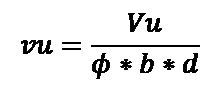 vu = Vu / ϕ * b * d